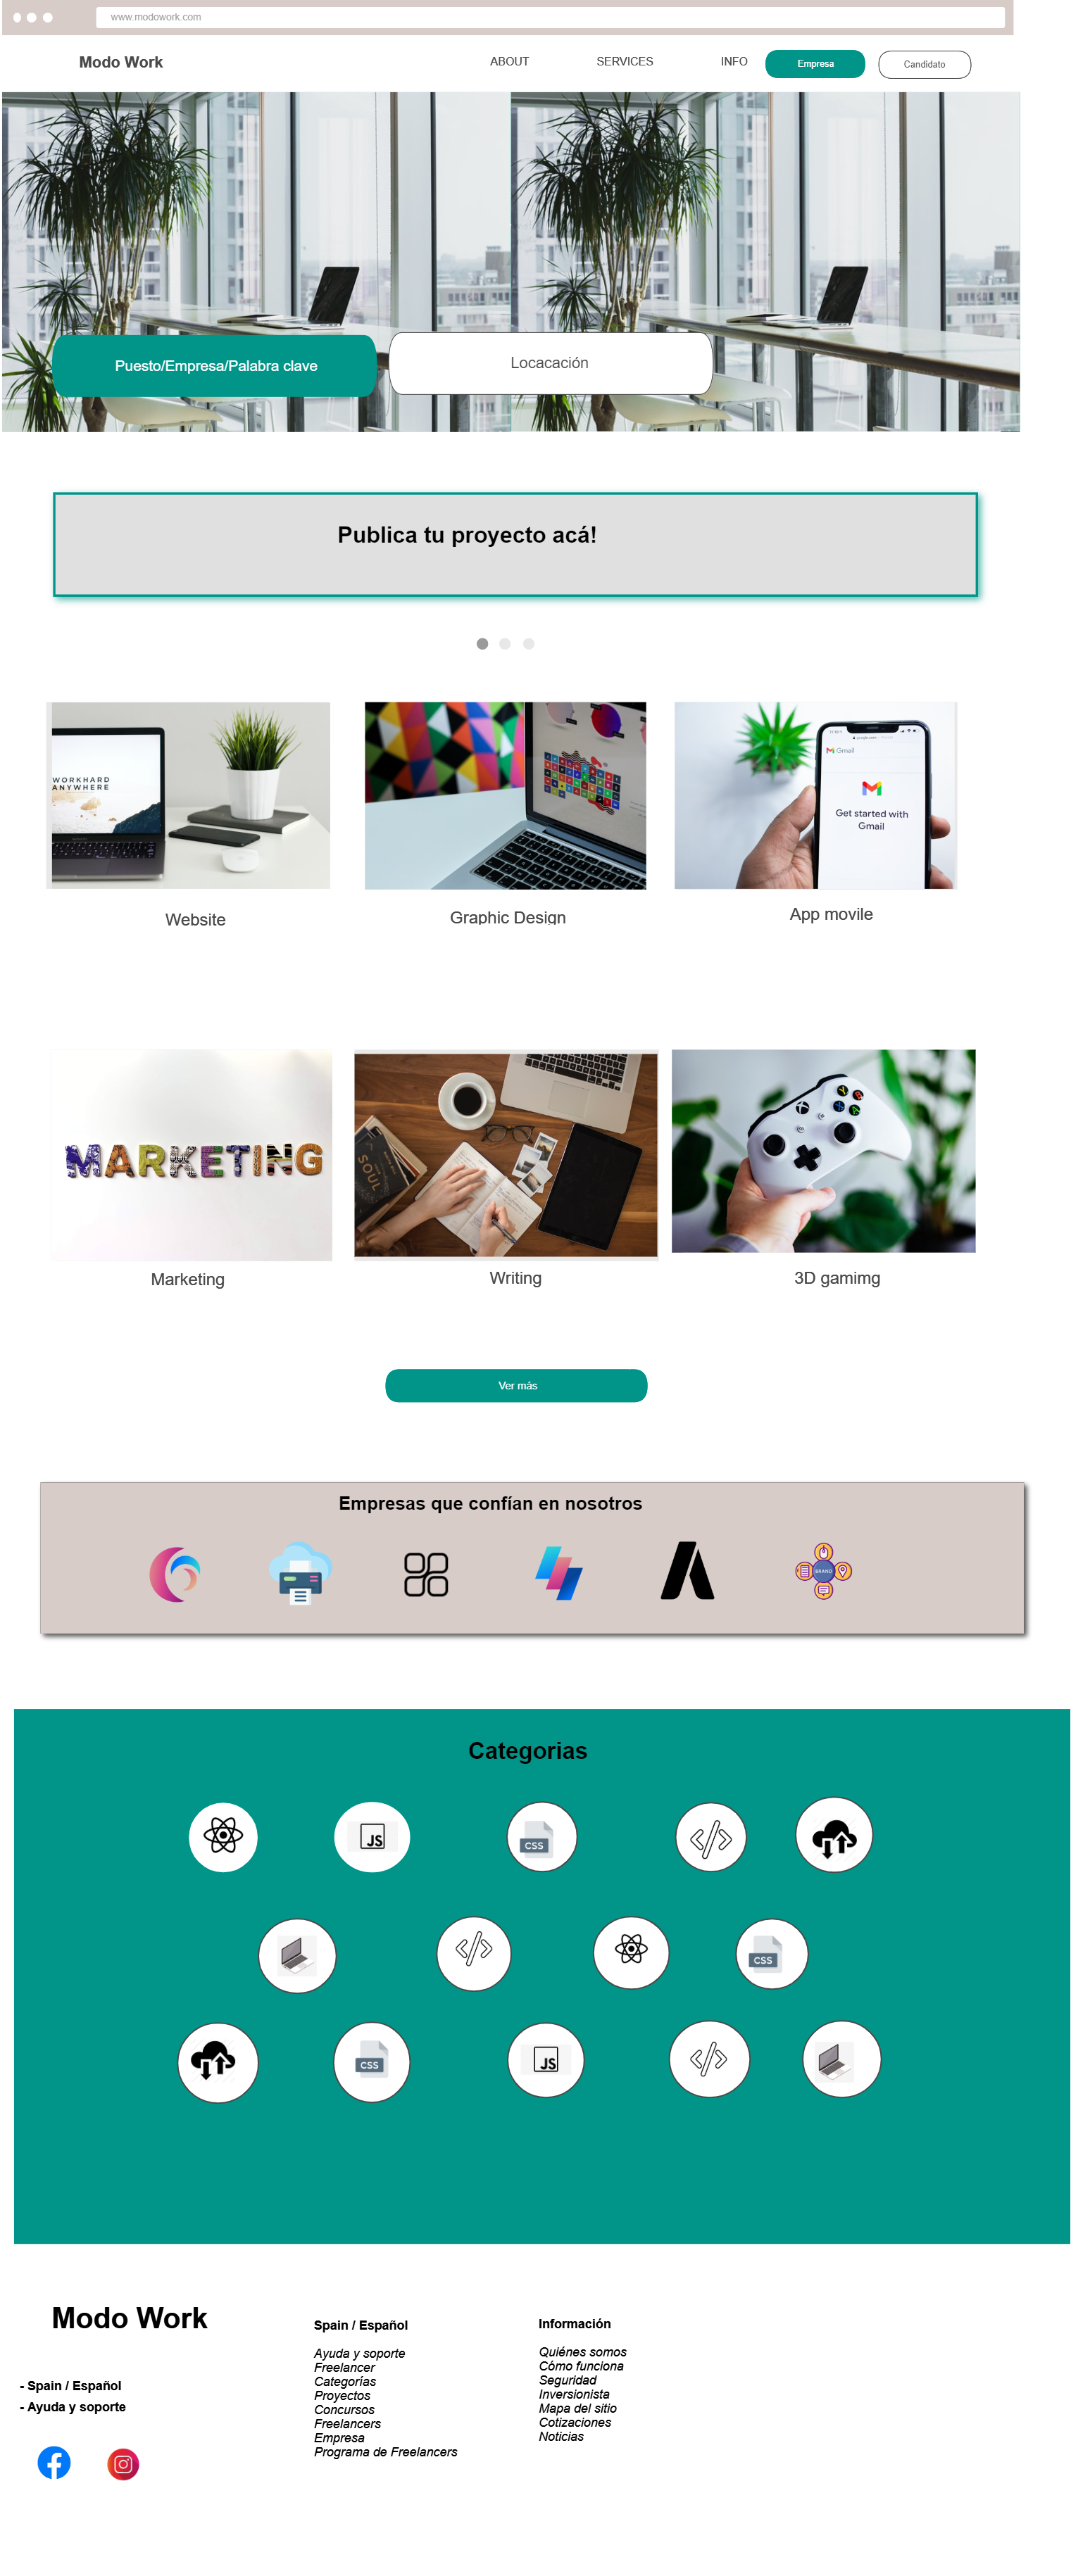 www.modowork.com
Modo Work
ABOUT
SERVICES
INFO
Empresa
Candidato
Puesto/Empresa/Palabra clave
Locacación
Publica tu proyecto acá!
WORKHARD
ANYWHERE
Gmail
Get started with
Gmail
Website
Graphic Design
App movile
MARKETING
SOUL
Marketing
Writing
3D gamimg
Ver más
Empresas que confían en nosotros
BRAND
Categorias
JS
CSS
CSS
CSS
JS
Modo Work
- Spain / Español
- Ayuda y soporte
Spain / Español
Ayuda y soporte
Freelancer
Categorías
Proyectos
Concursos
Freelancers
Empresa
Programa de Freelancers
Información
Quiénes somos
Cómo funciona
Seguridad
Inversionista
Mapa del sitio
Cotizaciones
Noticias